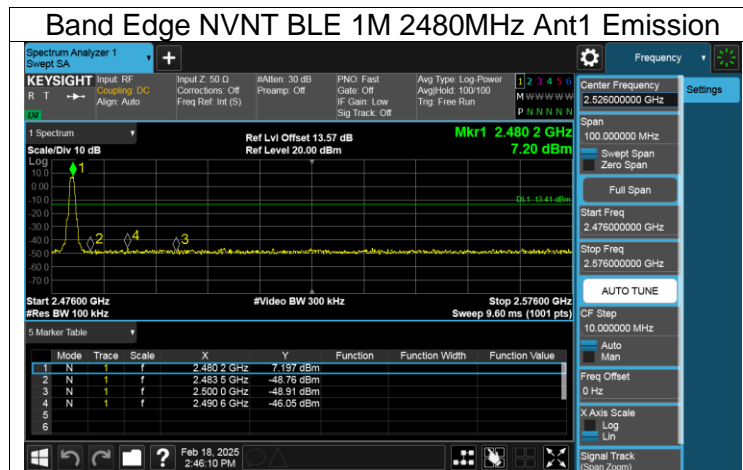 Band Edge NVNT BLE 1M 2480MHz Ant1 Emission
Spectrum Analyzer 1
Swept SA
Frequency
KEYSIGHT
R T
Input: RF
Coupling: DC
Align: Auto
Input Z: 50 Ω
Corrections: Off
Freq Ref: Int (S)
#Atten: 30 dB
Preamp: Off
PNO: Fast
Gate: Off
IF Gain: Low
Sig Track: Off
Avg Type: Log-Power
Avg|Hold: 100/100
Trig: Free Run
1 2 3 4 5 6
M W W W W W
P N N N N N
1 Spectrum
Scale/Div 10 dB
Ref Lvl Offset 13.57 dB
Ref Level 20.00 dBm
Mkr1 2.480 2 GHz
7.20 dBm
Log
10.0
0.00
-10.0
-20.0
-30.0
-40.0
-50.0
-60.0
-70.0
DL1 -13.41 dBm
1
2
4
3
Start 2.47600 GHz
#Res BW 100 kHz
#Video BW 300 kHz
Stop 2.57600 GHz
Sweep 9.60 ms (1001 pts)
5 Marker Table
Mode Trace Scale X Y Function Function Width Function Value
1 N 1 f 2.480 2 GHz 7.197 dBm
2 N 1 f 2.483 5 GHz -48.76 dBm
3 N 1 f 2.500 0 GHz -48.91 dBm
4 N 1 f 2.490 6 GHz -46.05 dBm
5
6
Feb 18, 2025
2:46:10 PM
Center Frequency
2.526000000 GHz
Span
100.000000 MHz
Swept Span
Zero Span
Full Span
Start Freq
2.476000000 GHz
Stop Freq
2.576000000 GHz
AUTO TUNE
CF Step
10.000000 MHz
Auto
Man
Freq Offset
0 Hz
X Axis Scale
Log
Lin
Signal Track
(Span Zoom)
Settings